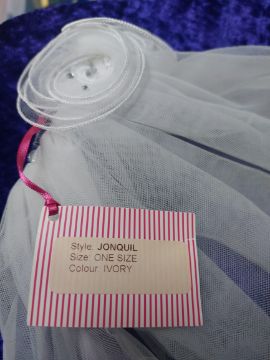 Style: JONQUIL
Size: ONE SIZE
Colour: IVORY